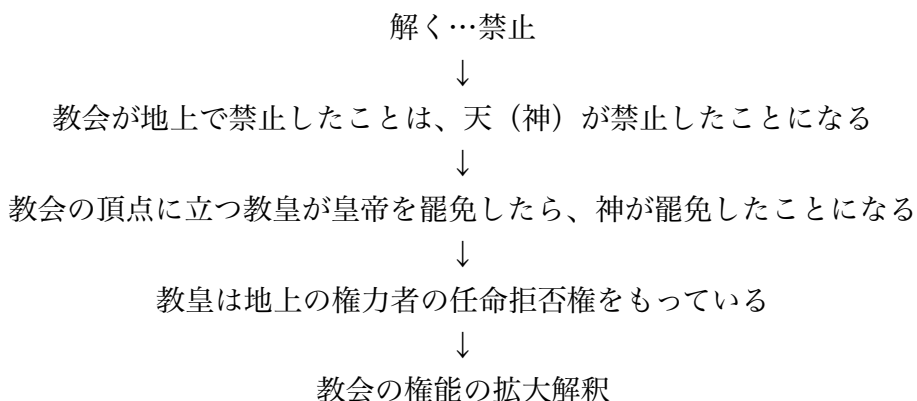 解く…禁止
↓
教会が地上で禁止したことは、天（神）が禁止したことになる
↓
教会の頂点に立つ教皇が皇帝を罷免したら、神が罷免したことになる
↓
教皇は地上の権力者の任命拒否権をもっている
↓
教会の権能の拡大解釈